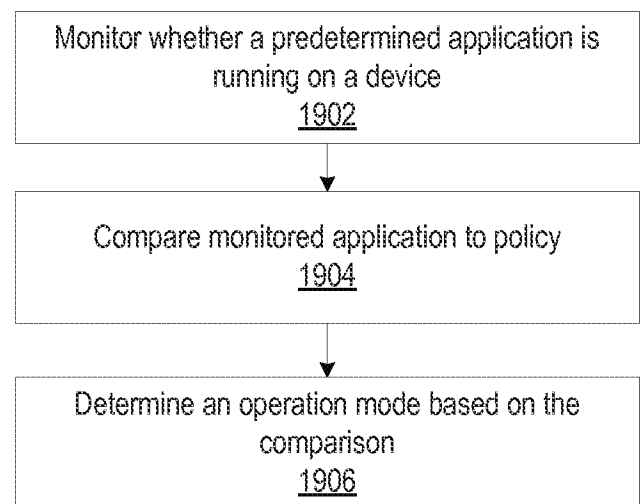 Monitor whether a predetermined application is
running on a device
1902
Compare monitored application to policy
1904
Determine an operation mode based on the
comparison
1906